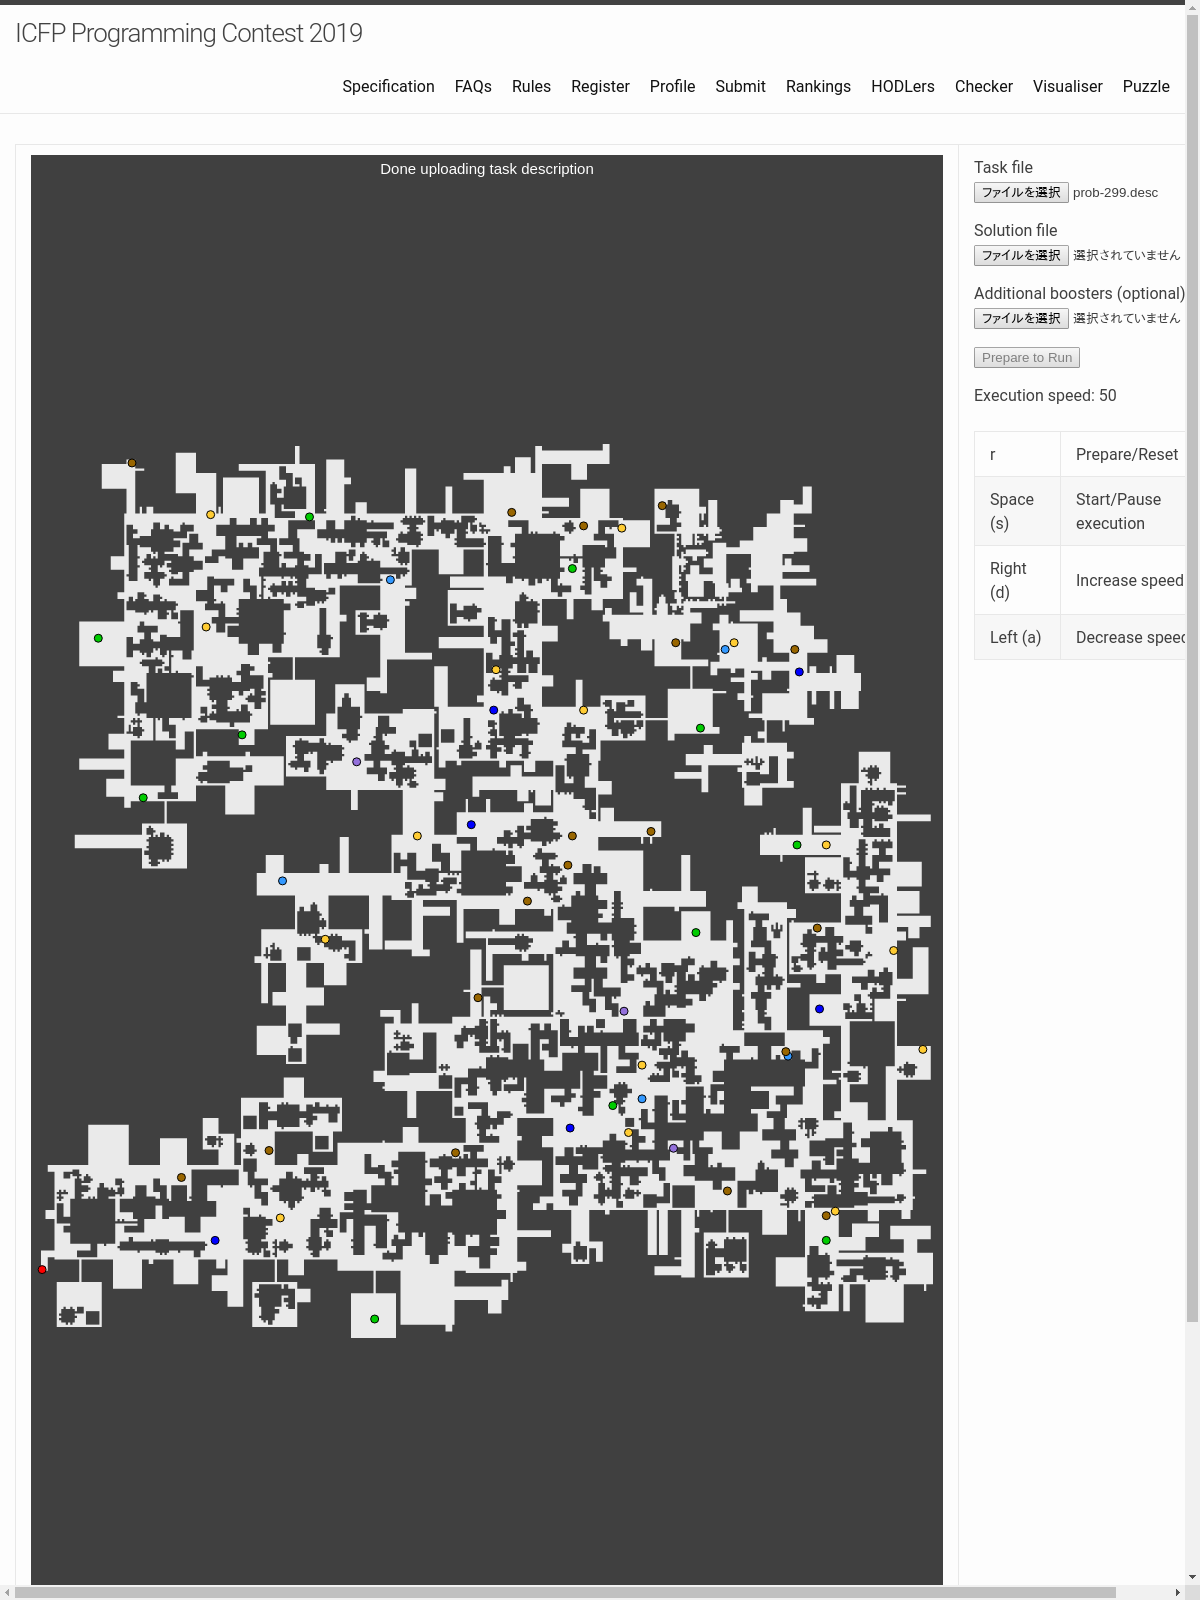 ICFP Programming Contest 2019
Specification FAQs Rules Register Profile Submit Rankings HODLers Checker Visualiser Puzzle
Done uploading task description
Task file
ファイルを選択 prob-299.desc
Solution file
ファイルを選択 選択されていません
Additional boosters (optional)
ファイルを選択 選択されていません
Prepare to Run
Execution speed: 50
r Prepare/Reset
Space (s) Start/Pause execution
Right (d) Increase speed
Left (a) Decrease speed